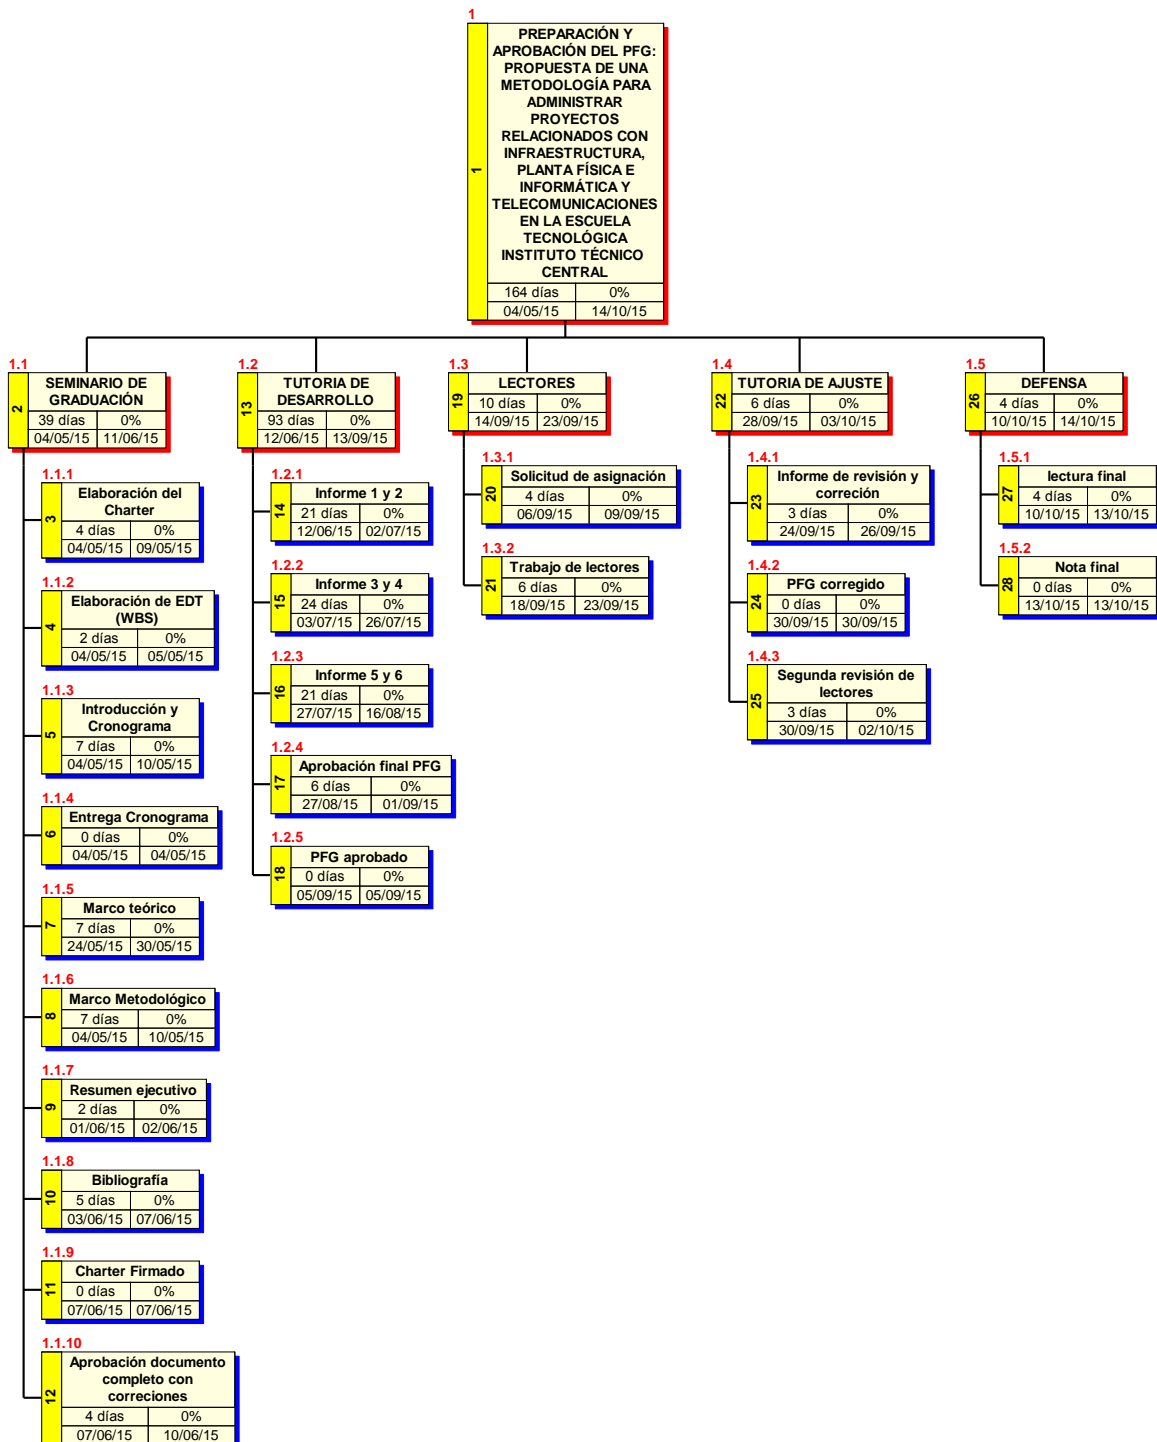 1
1
PREPARACIÓN Y
APROBACIÓN DEL PFG:
PROPUESTA DE UNA
METODOLOGÍA PARA
ADMINISTRAR
PROYECTOS
RELACIONADOS CON
INFRAESTRUCTURA,
PLANTA FÍSICA E
INFORMÁTICA Y
TELECOMUNICACIONES
EN LA ESCUELA
TECNOLÓGICA
INSTITUTO TÉCNICO
CENTRAL
164 días 0%
04/05/15 14/10/15
1.1
2
SEMINARIO DE
GRADUACIÓN
39 días 0%
04/05/15 11/06/15
1.1.1
3
Elaboración del
Charter
4 días 0%
04/05/15 09/05/15
1.1.2
4
Elaboración de EDT
(WBS)
2 días 0%
04/05/15 05/05/15
1.1.3
5
Introducción y
Cronograma
7 días 0%
04/05/15 10/05/15
1.1.4
6
Entrega Cronograma
0 días 0%
04/05/15 04/05/15
1.1.5
7
Marco teórico
7 días 0%
24/05/15 30/05/15
1.1.6
8
Marco Metodológico
7 días 0%
04/05/15 10/05/15
1.1.7
9
Resumen ejecutivo
2 días 0%
01/06/15 02/06/15
1.1.8
10
Bibliografía
5 días 0%
03/06/15 07/06/15
1.1.9
11
Charter Firmado
0 días 0%
07/06/15 07/06/15
1.1.10
12
Aprobación documento
completo con
correciones
4 días 0%
07/06/15 10/06/15
1.2
13
TUTORIA DE
DESARROLLO
93 días 0%
12/06/15 13/09/15
1.2.1
14
Informe 1 y 2
21 días 0%
12/06/15 02/07/15
1.2.2
15
Informe 3 y 4
24 días 0%
03/07/15 26/07/15
1.2.3
16
Informe 5 y 6
21 días 0%
27/07/15 16/08/15
1.2.4
17
Aprobación final PFG
6 días 0%
27/08/15 01/09/15
1.2.5
18
PFG aprobado
0 días 0%
05/09/15 05/09/15
1.3
19
LECTORES
10 días 0%
14/09/15 23/09/15
1.3.1
20
Solicitud de asignación
4 días 0%
06/09/15 09/09/15
1.3.2
21
Trabajo de lectores
6 días 0%
18/09/15 23/09/15
1.4
22
TUTORIA DE AJUSTE
6 días 0%
28/09/15 03/10/15
1.4.1
23
Informe de revisión y
correción
3 días 0%
24/09/15 26/09/15
1.4.2
24
PFG corregido
0 días 0%
30/09/15 30/09/15
1.4.3
25
Segunda revisión de
lectores
3 días 0%
30/09/15 02/10/15
1.5
26
DEFENSA
4 días 0%
10/10/15 14/10/15
1.5.1
27
lectura final
4 días 0%
10/10/15 13/10/15
1.5.2
28
Nota final
0 días 0%
13/10/15 13/10/15